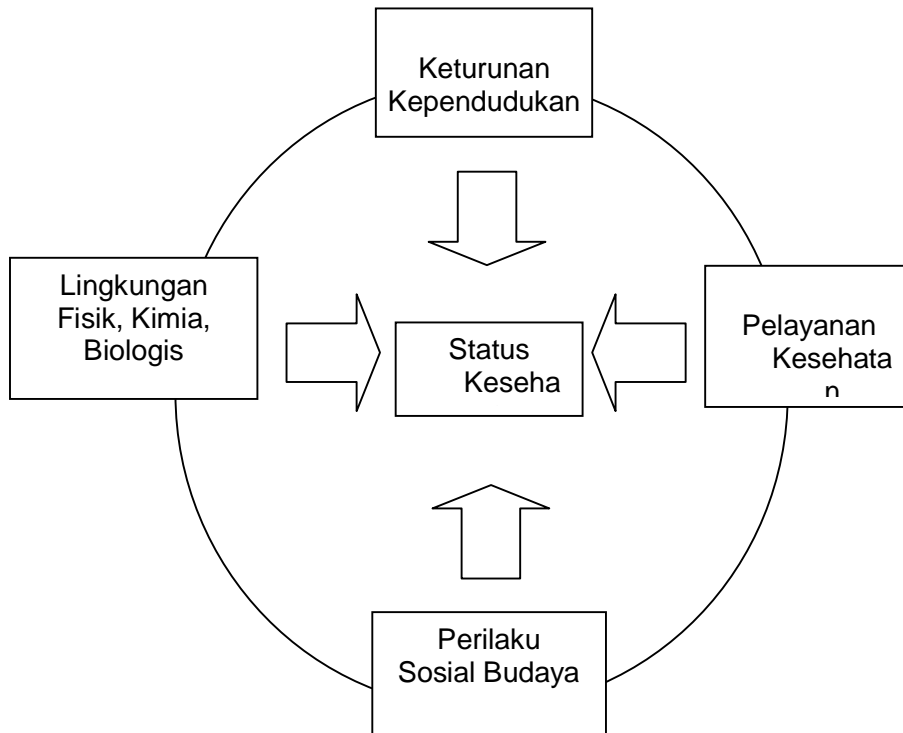 Keturunan
Kependudukan
Lingkungan
Fisik, Kimia,
Biologis
Status
Keseha
Pelayanan
Kesehata
n
Perilaku
Sosial Budaya